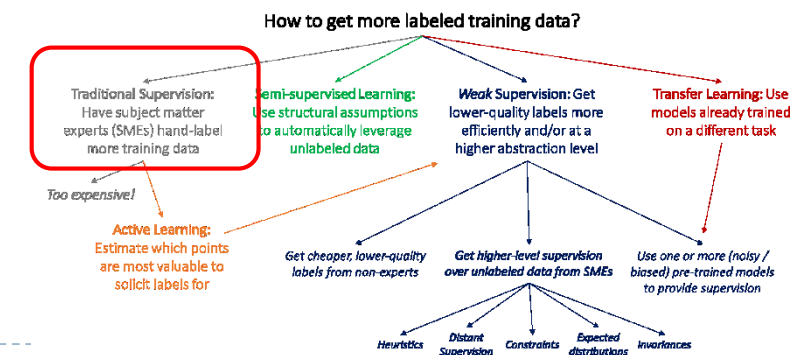 How to get more labeled training data?
Traditional Supervision:
Have subject matter
experts (SMEs) hand-label
more training data
Semi-supervised Learning:
Use structural assumptions
to automatically leverage
unlabeled data
Weak Supervision: Get
lower-quality labels more
efficiently and/or at a
higher abstraction level
Transfer Learning: Use
models already trained
on a different task
Too expensive!
Active Learning:
Estimate which points
are most valuable to
solicit labels for
Get cheaper, lower-quality
labels from non-experts
Get higher-level supervision
over unlabeled data from SMEs
Use one or more (noisy /
biased) pre-trained models
to provide supervision
Heuristics
Distant
Supervision
Constraints
Expected
distributions
Invariances